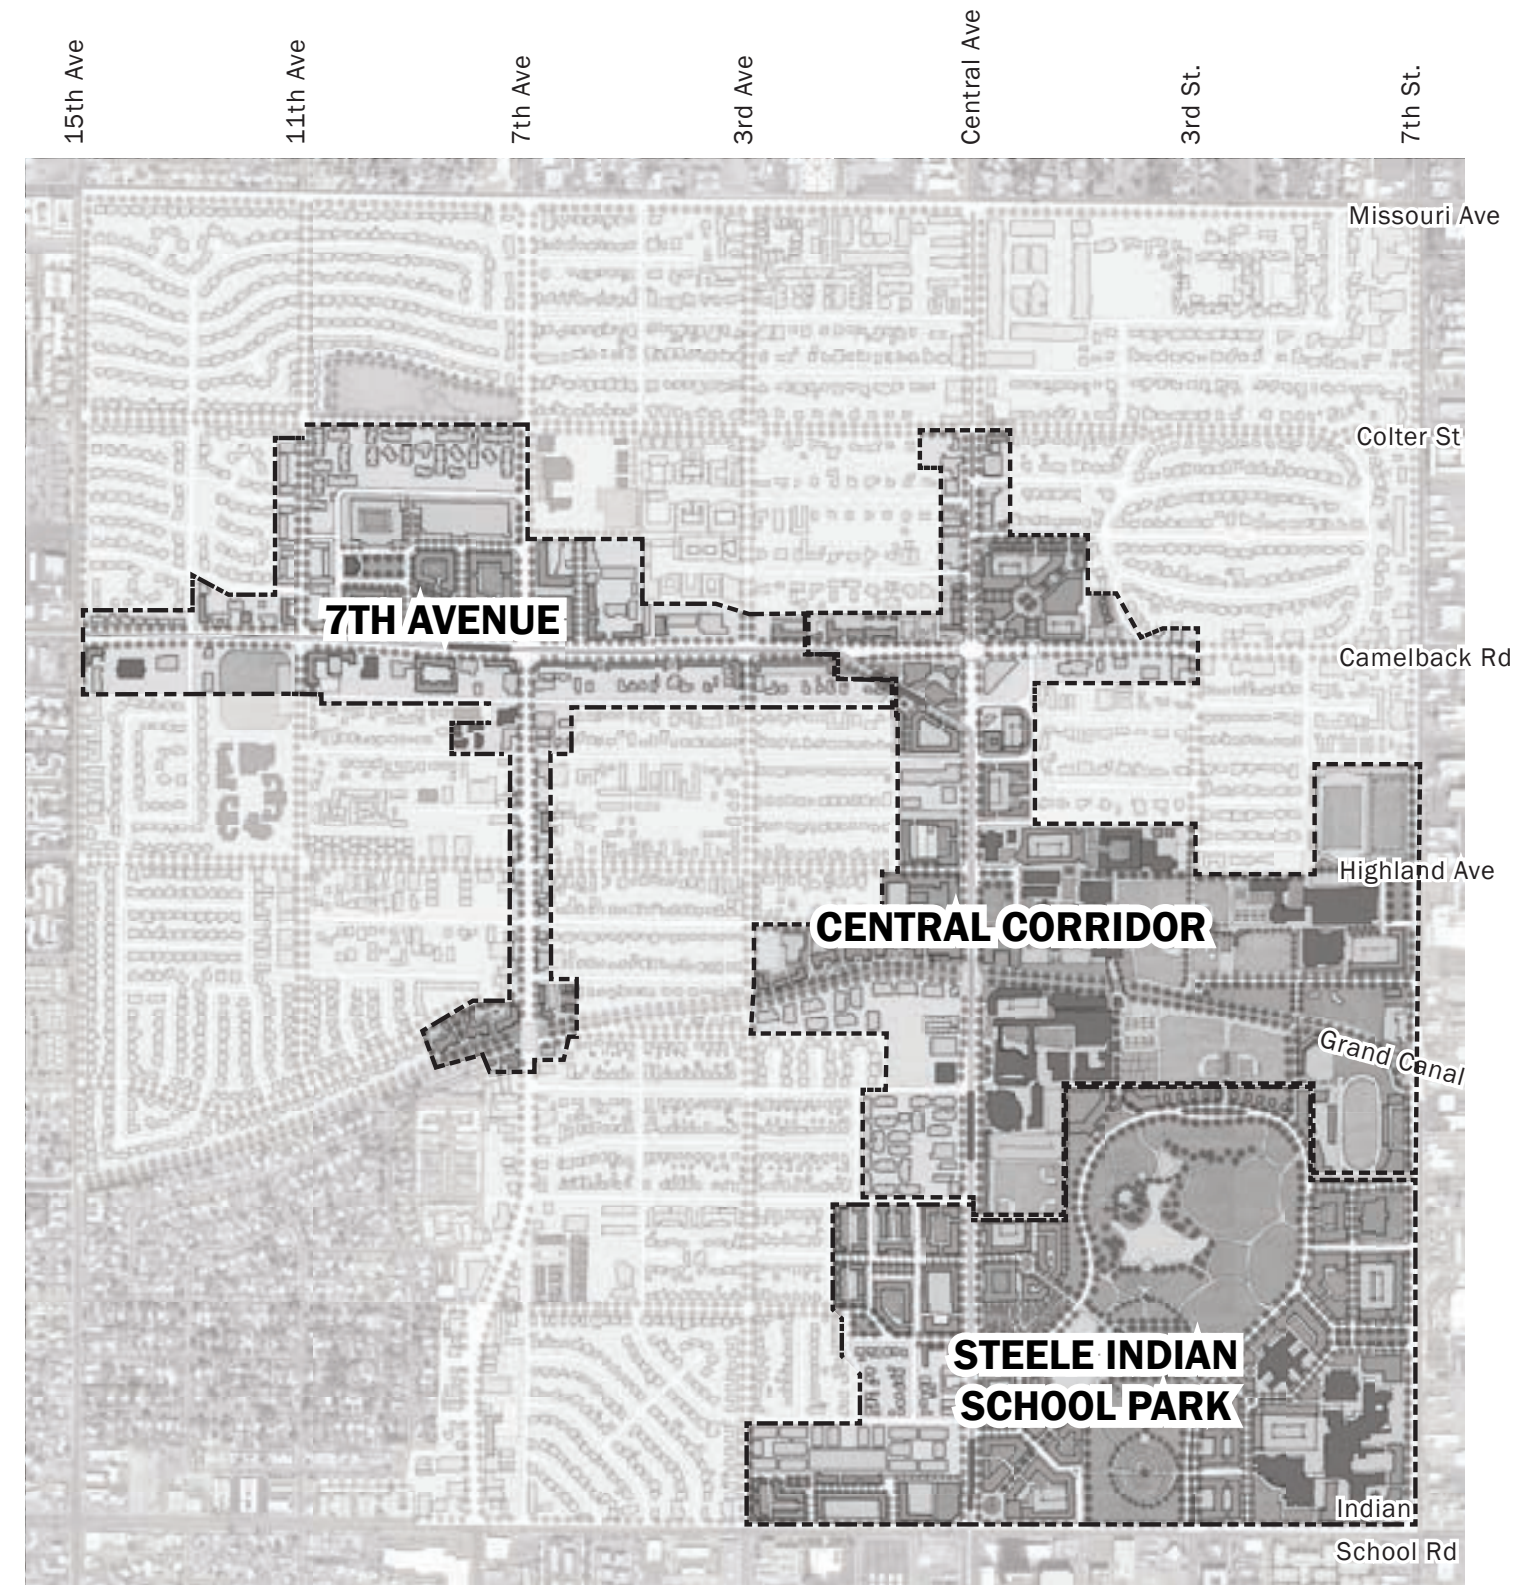 15th Ave
11th Ave
7th Ave
3rd Ave
Central Ave
3rd St.
7th St.
Missouri Ave
Colter St
7TH AVENUE
Camelback Rd
Highland Ave
CENTRAL CORRIDOR
Grand Canal
STEELE INDIAN
SCHOOL PARK
Indian
School Rd